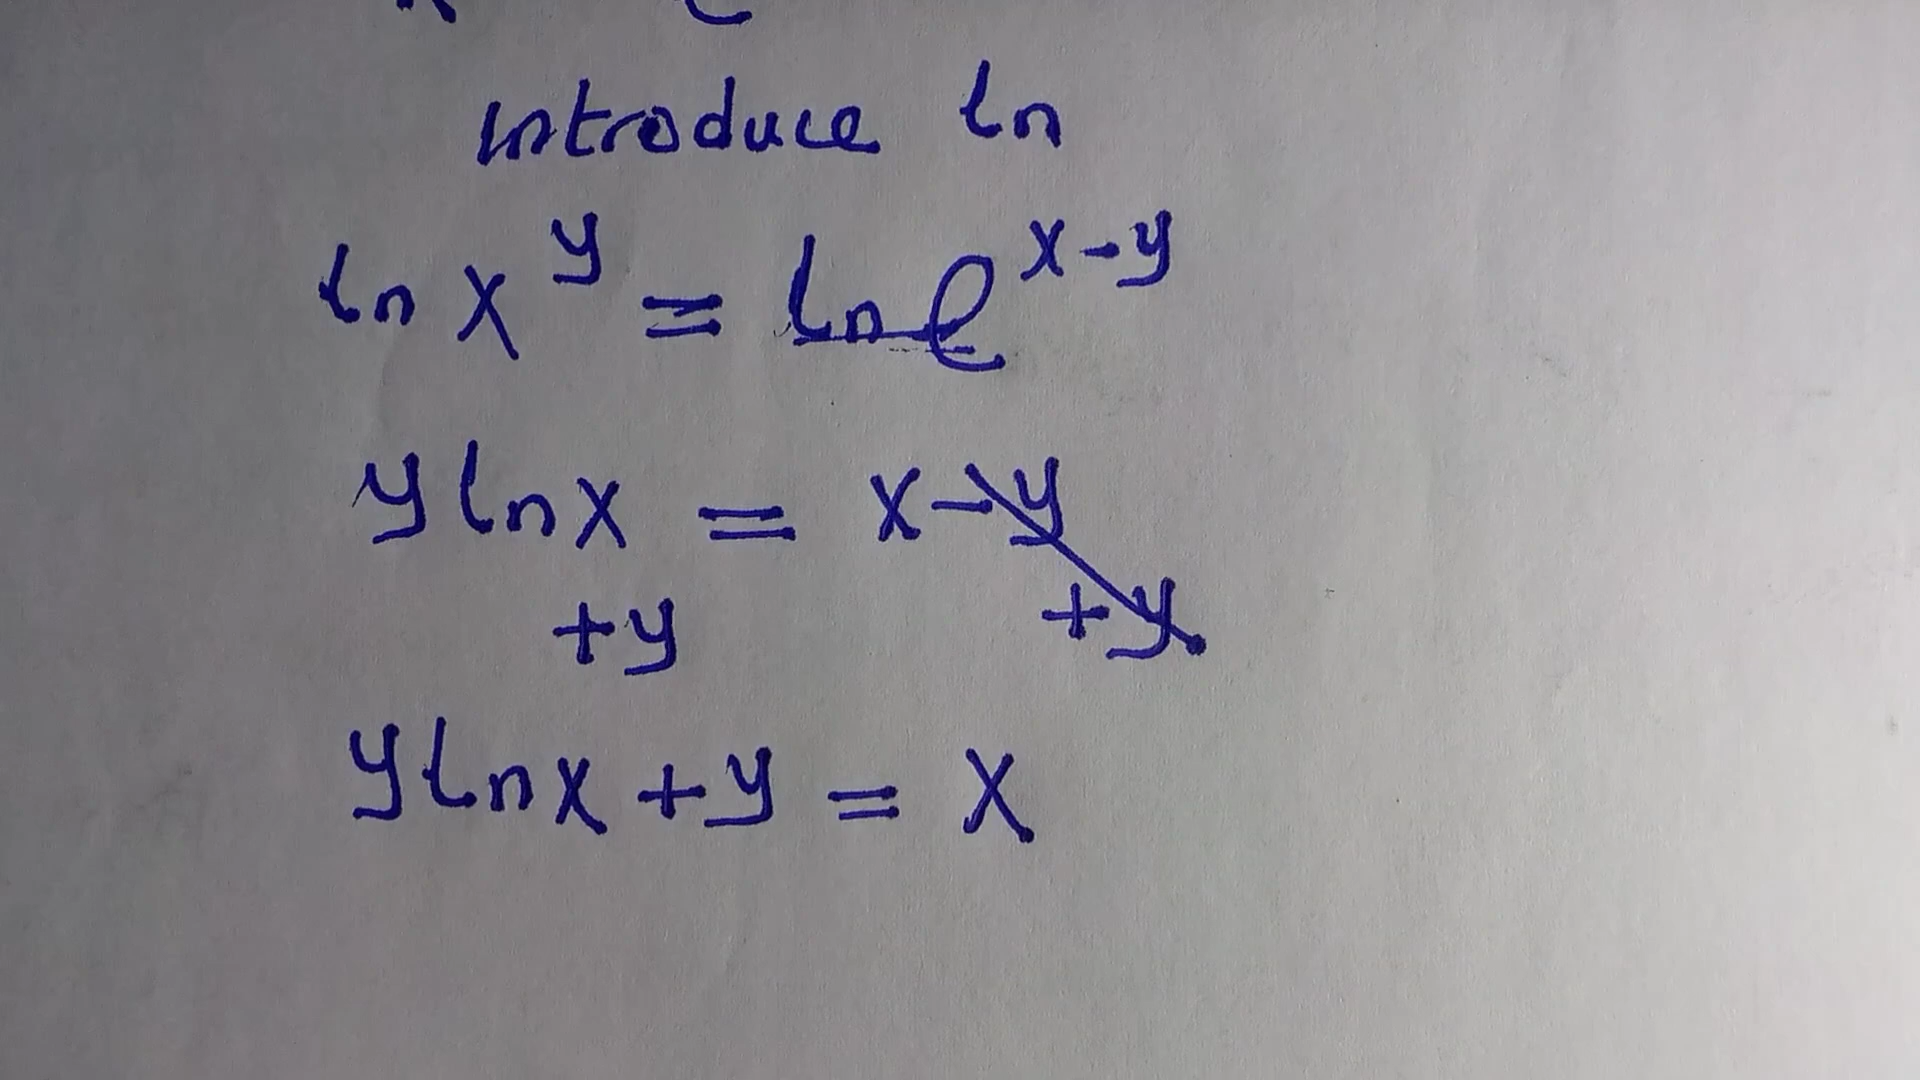 introduce ln
ln x^y = ln e^x-y
y ln x = x - y
+y +y
y ln x + y = x